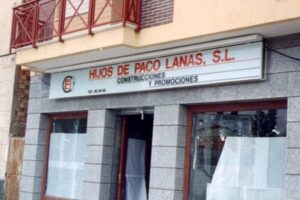 HIJOS DE PACO LANAS, S.L.
CONSTRUCCIONES
Y PROMOCIONES